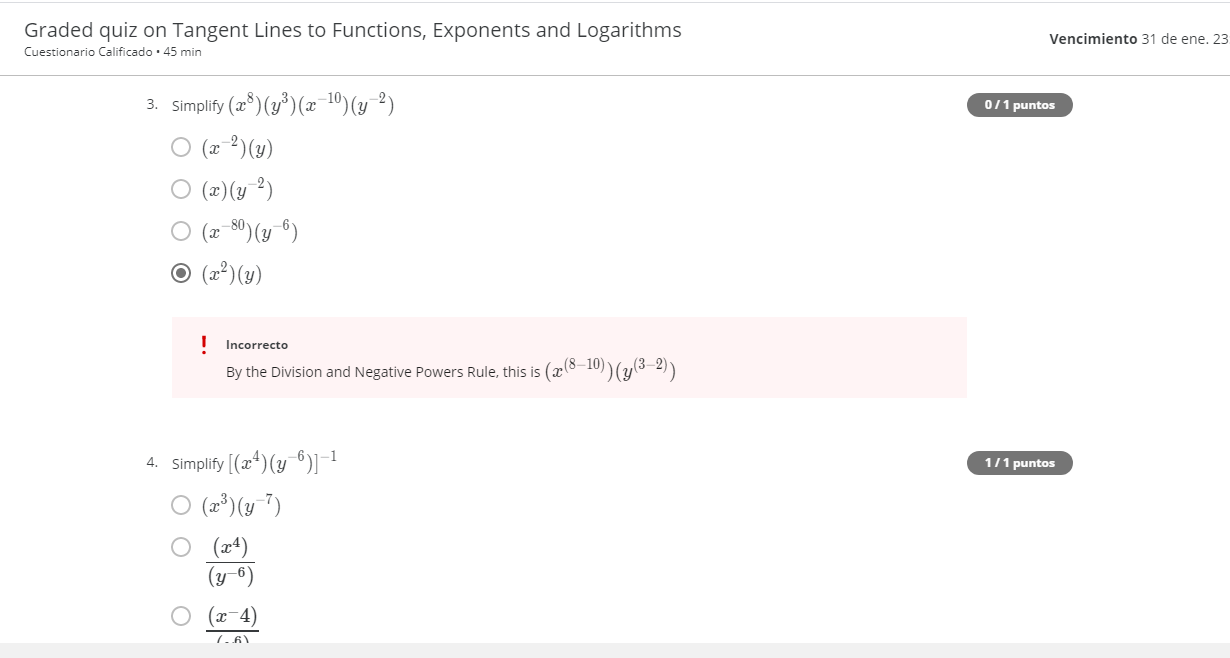 Graded quiz on Tangent Lines to Functions, Exponents and Logarithms
Cuestionario Calificado • 45 min
Vencimiento 31 de ene. 23
3. Simplify (x^8)(y^3)(x^{-10})(y^{-2})
0 / 1 puntos
(x^{-2})(y)
(x)(y^{-2})
(x^{-80})(y^{-6})
(x^2)(y)
! Incorrecto
By the Division and Negative Powers Rule, this is (x^{(8-10)})(y^{(3-2)})
4. Simplify [(x^4)(y^{-6})]^{-1}
1 / 1 puntos
(x^3)(y^{-7})
(x^4)
(y^{-6})
(x^-4)